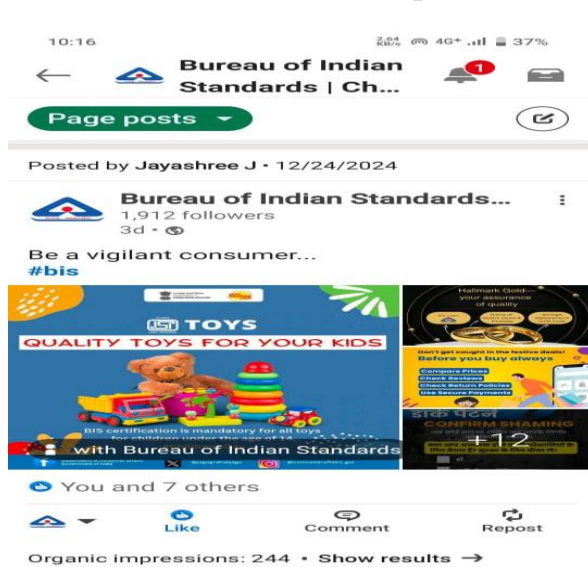 10:16
2.64 KB/s 4G+ 37%
Bureau of Indian
Standards | Ch...
1
Page posts
Posted by Jayashree J • 12/24/2024
Bureau of Indian Standards...
1,912 followers
3d •
Be a vigilant consumer...
#bis
TOYS
QUALITY TOYS FOR YOUR KIDS
BIS certification is mandatory for all toys
for children under the age of 14
with Bureau of Indian Standards
Hallmark Gold—
your assurance
of quality
Don't get caught in the festive deals!
Before you buy always
Compare Prices
Check Reviews
Check Return Policies
Use Secure Payments
डार्क पैटर्न
CONFIRM SHAMING
+12
You and 7 others
Like
Comment
Repost
Organic impressions: 244 • Show results →